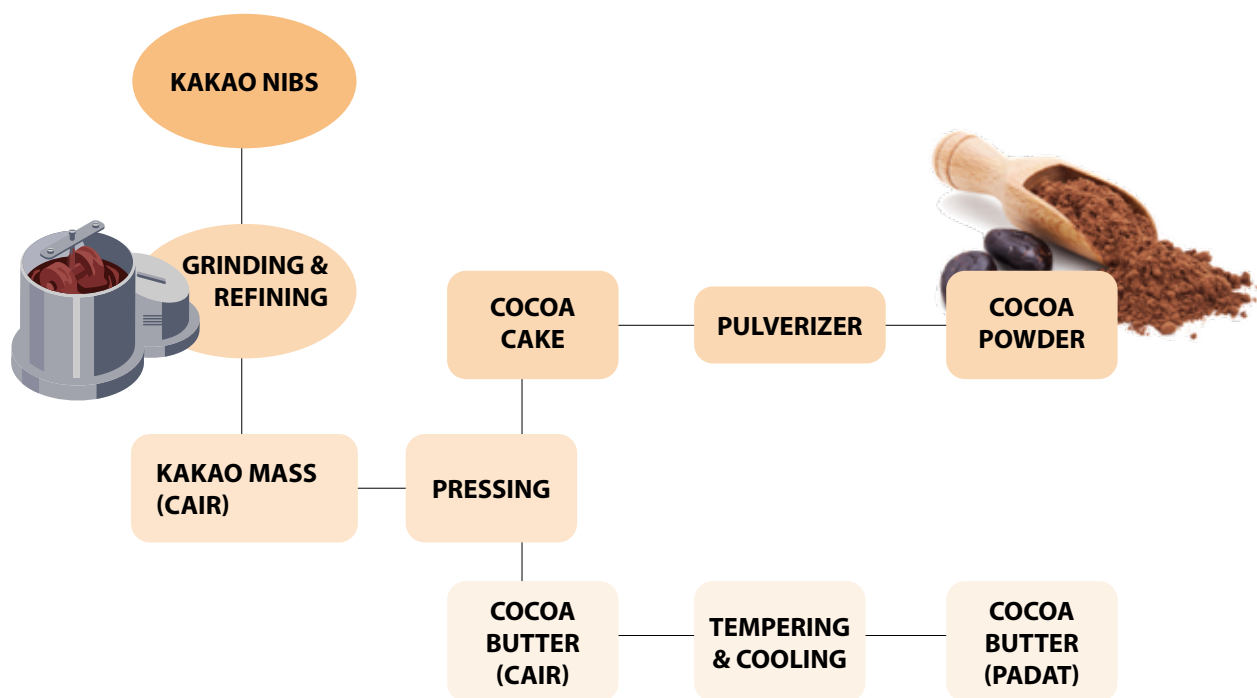 KAKAO NIBS
GRINDING &
REFINING
COCOA
CAKE
PULVERIZER
COCOA
POWDER
KAKAO MASS
(CAIR)
PRESSING
COCOA
BUTTER
(CAIR)
TEMPERING
& COOLING
COCOA
BUTTER
(PADAT)